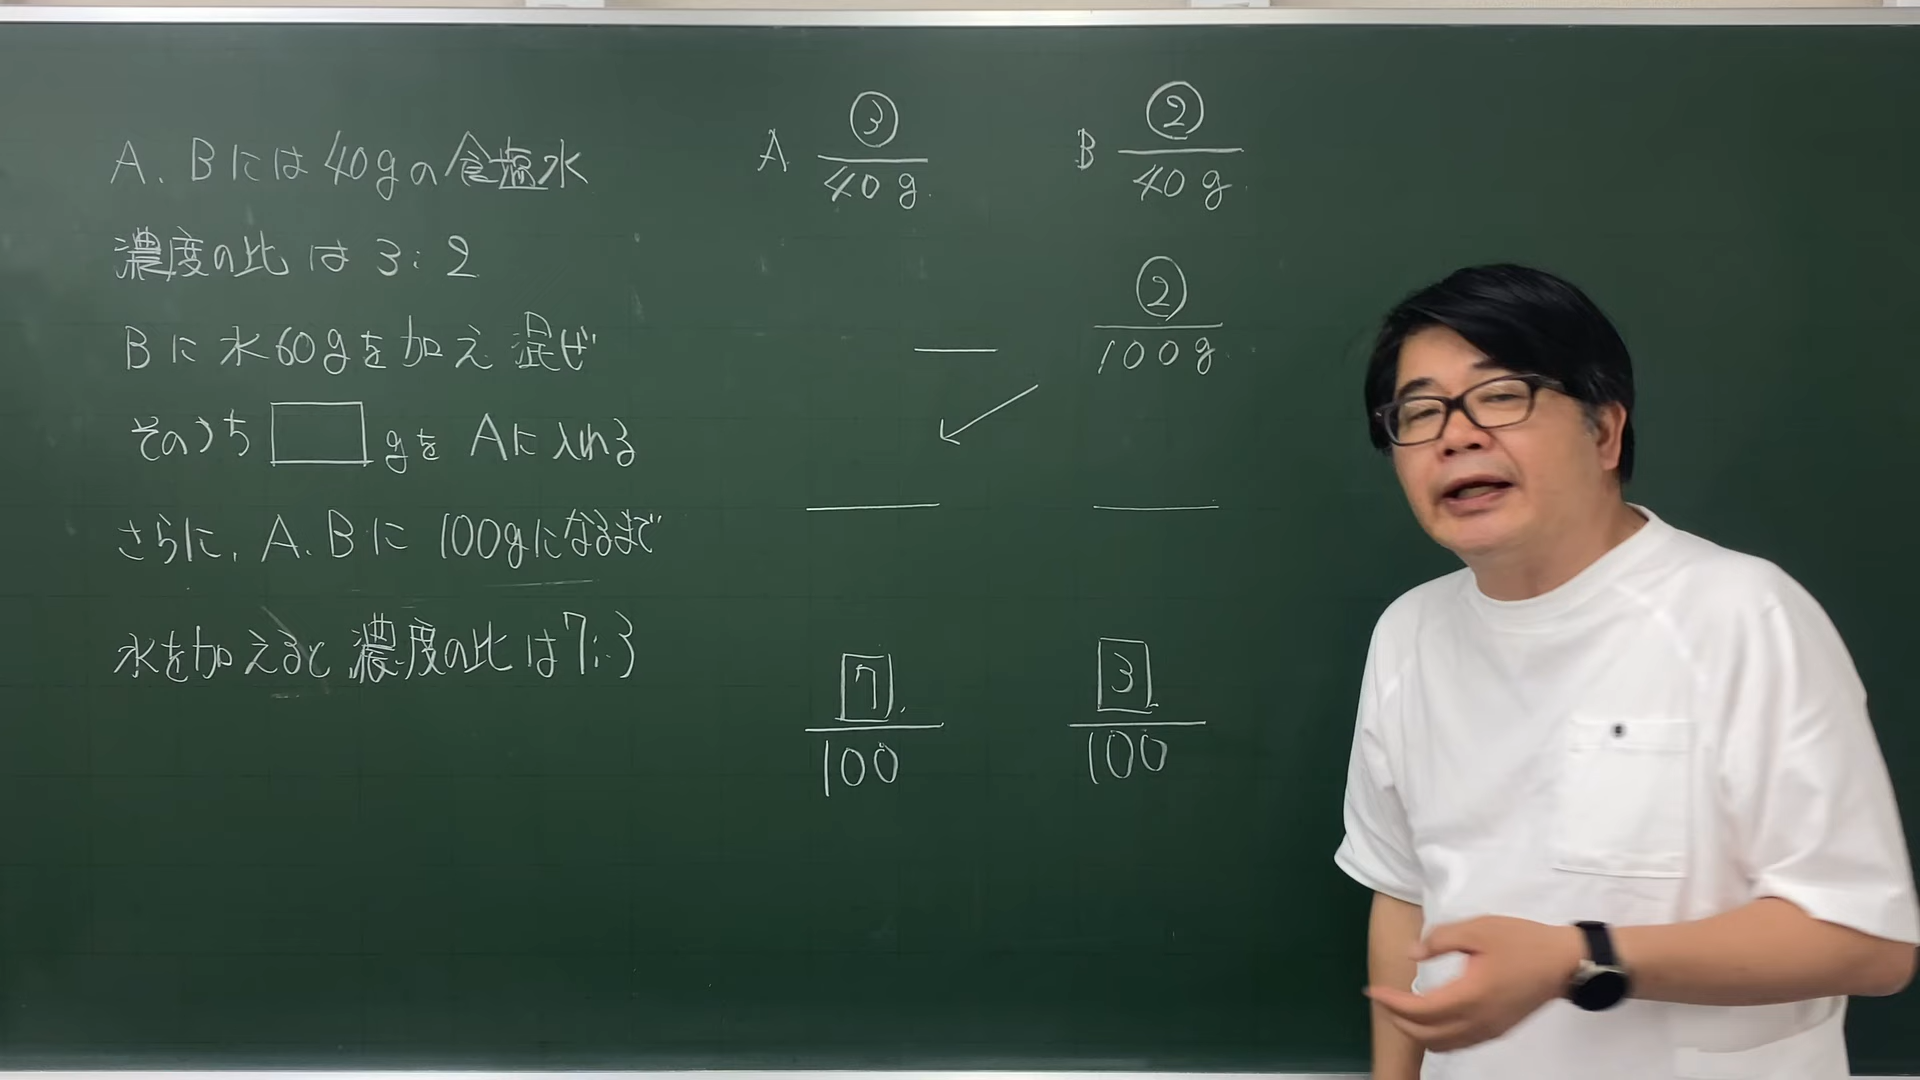 A、Bには40gの食塩水
濃度の比は3:2
Bに水60gを加え混ぜ
そのうち gをAに入れる
さらに、A、Bに100gになるまで
水を加えると濃度の比は7:3
A ③ B ②
40g 40g
②
100g
7 3
100 100